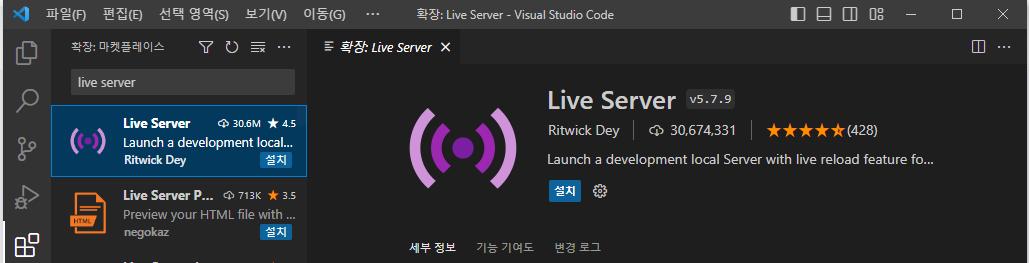 파일(F) 편집(E) 선택 영역(S) 보기(V) 이동(G) ··· 확장: Live Server - Visual Studio Code
확장: 마켓플레이스 ···
확장: Live Server ···
live server
Live Server 30.6M ★ 4.5
Launch a development local...
Ritwick Dey 설치
Live Server P... 713K ★ 3.5
Preview your HTML file with ...
negokaz 설치
HTML
Live Server v5.7.9
Ritwick Dey 30,674,331 (428)
Launch a development local Server with live reload feature fo...
설치
세부 정보 기능 기여도 변경 로그